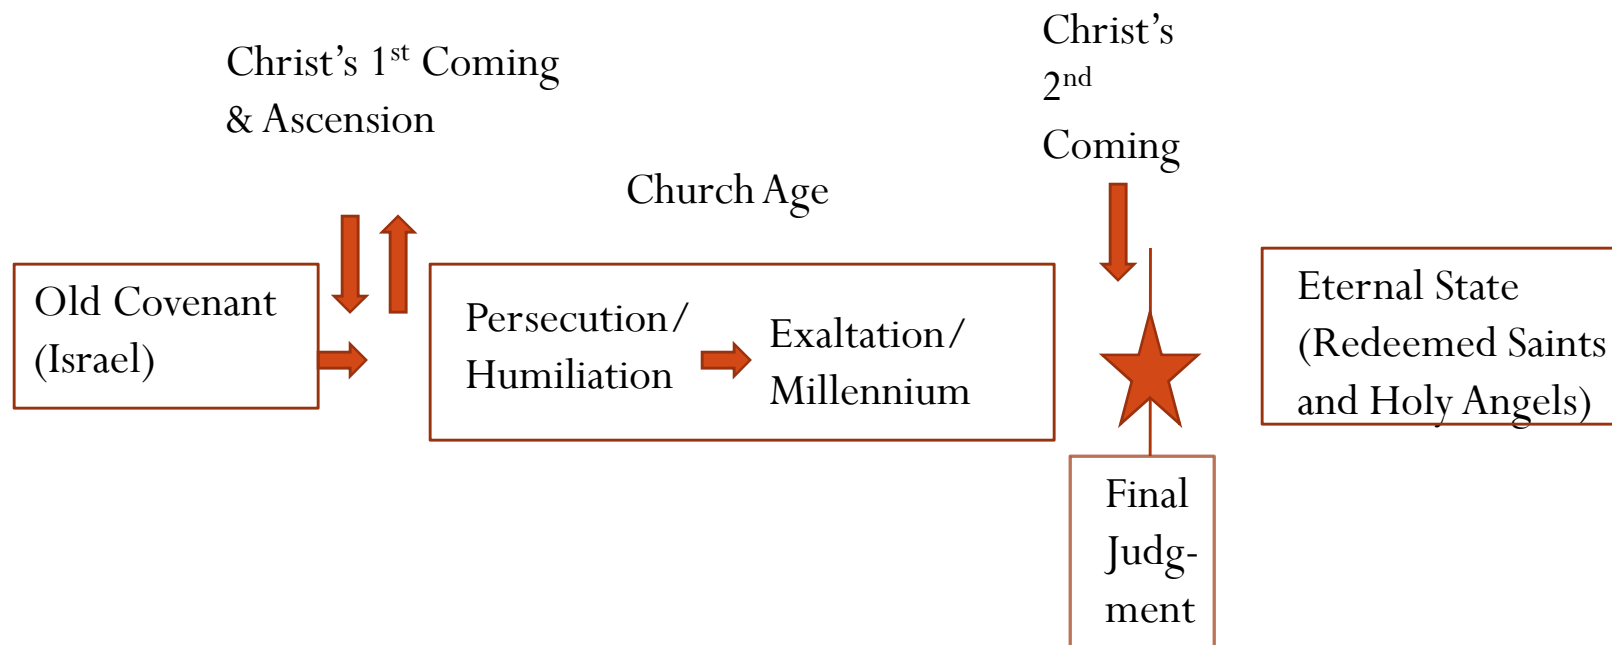 Christ’s 1st Coming
& Ascension
Christ’s
2nd
Coming
Church Age
Old Covenant
(Israel)
Persecution/
Humiliation
Exaltation/
Millennium
Eternal State
(Redeemed Saints
and Holy Angels)
Final
Judg-
ment